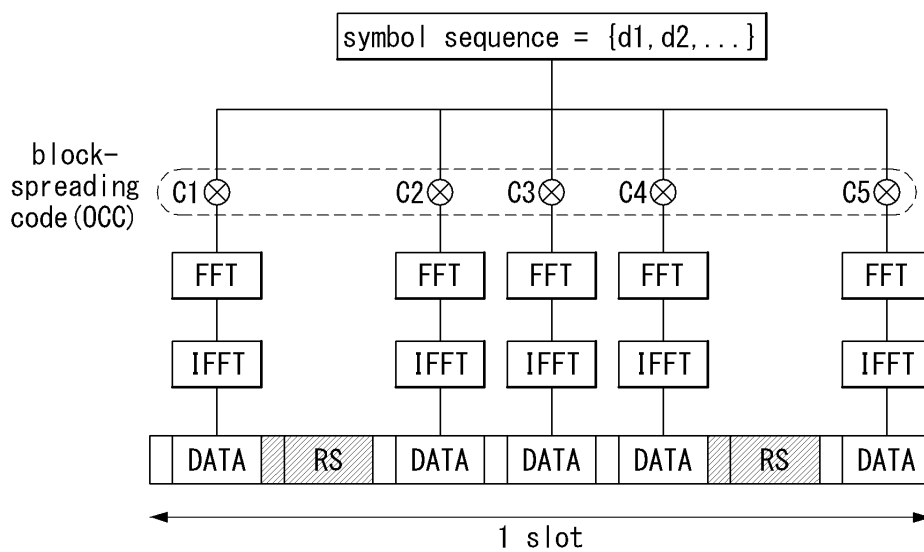 symbol sequence = {d1,d2,...}
block-
spreading
code(OCC)
C1 C2 C3 C4 C5
FFT FFT FFT FFT FFT
IFFT IFFT IFFT IFFT IFFT
DATA RS DATA DATA DATA RS DATA
1 slot